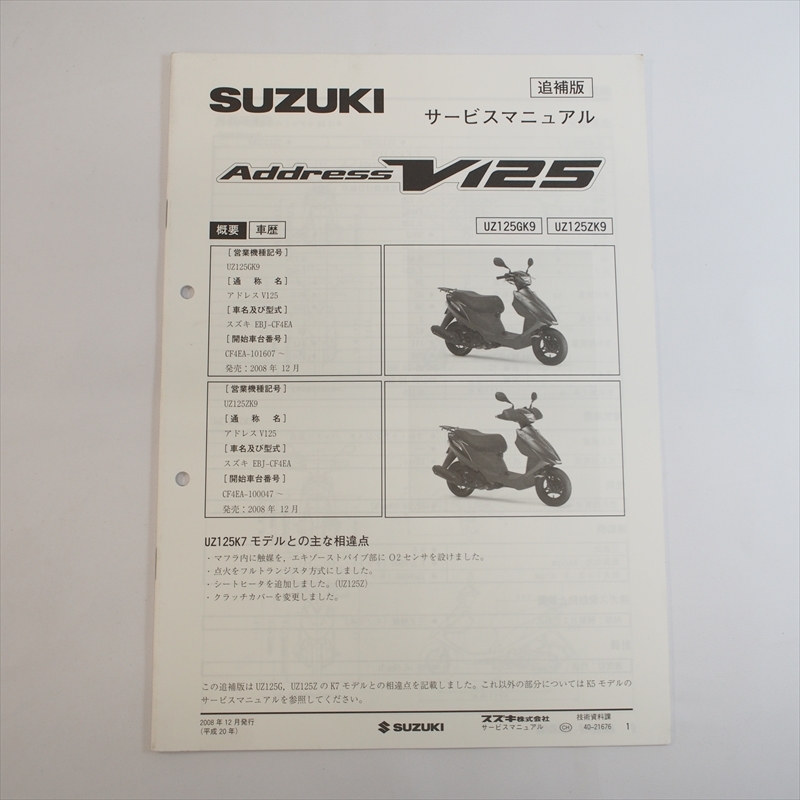 SUZUKI
追補版
サービスマニュアル
Address V125
概要 車歴
UZ125GK9 UZ125ZK9
[ 営業機種記号 ]
UZ125GK9
[ 通 称 名 ]
アドレスV125
[ 車名及び型式 ]
スズキ EBJ-CF4EA
[ 開始車台番号 ]
CF4EA-101607 ~
発売：2008 年 12 月
[ 営業機種記号 ]
UZ125ZK9
[ 通 称 名 ]
アドレスV125
[ 車名及び型式 ]
スズキ EBJ-CF4EA
[ 開始車台番号 ]
CF4EA-100047 ~
発売：2008 年 12 月
UZ125K7 モデルとの主な相違点
・マフラ内に触媒を，エキゾーストパイプ部に O2 センサを設けました。
・点火をフルトランジスタ方式にしました。
・シートヒータを追加しました。(UZ125Z)
・クラッチカバーを変更しました。
この追補版は UZ125G，UZ125Z の K7 モデルとの相違点を記載しました。これ以外の部分については K5 モデルの
サービスマニュアルを参照してください。
2008 年 12 月発行
(平成 20 年)
SUZUKI
スズキ株式会社
サービスマニュアル
CH
技術資料課
40-21676
1